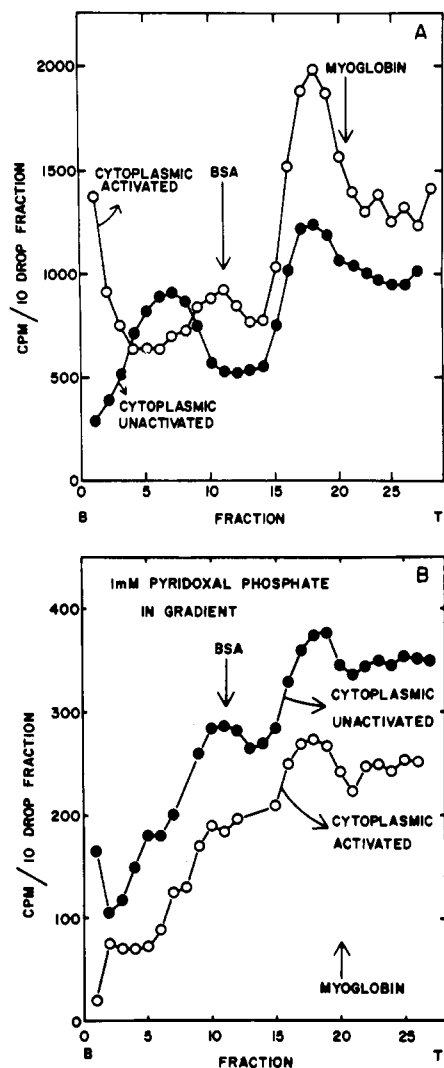 A
MYOGLOBIN
2000
CYTOPLASMIC
ACTIVATED
BSA
1500
1000
500
CYTOPLASMIC
UNACTIVATED
0
CPM/10 DROP FRACTION
0 5 10 15 20 25
B FRACTION T
B
1mM PYRIDOXAL PHOSPHATE
IN GRADIENT
BSA
400
300
200
100
0
CYTOPLASMIC
UNACTIVATED
CYTOPLASMIC
ACTIVATED
MYOGLOBIN
CPM/10 DROP FRACTION
0 5 10 15 20 25
B FRACTION T